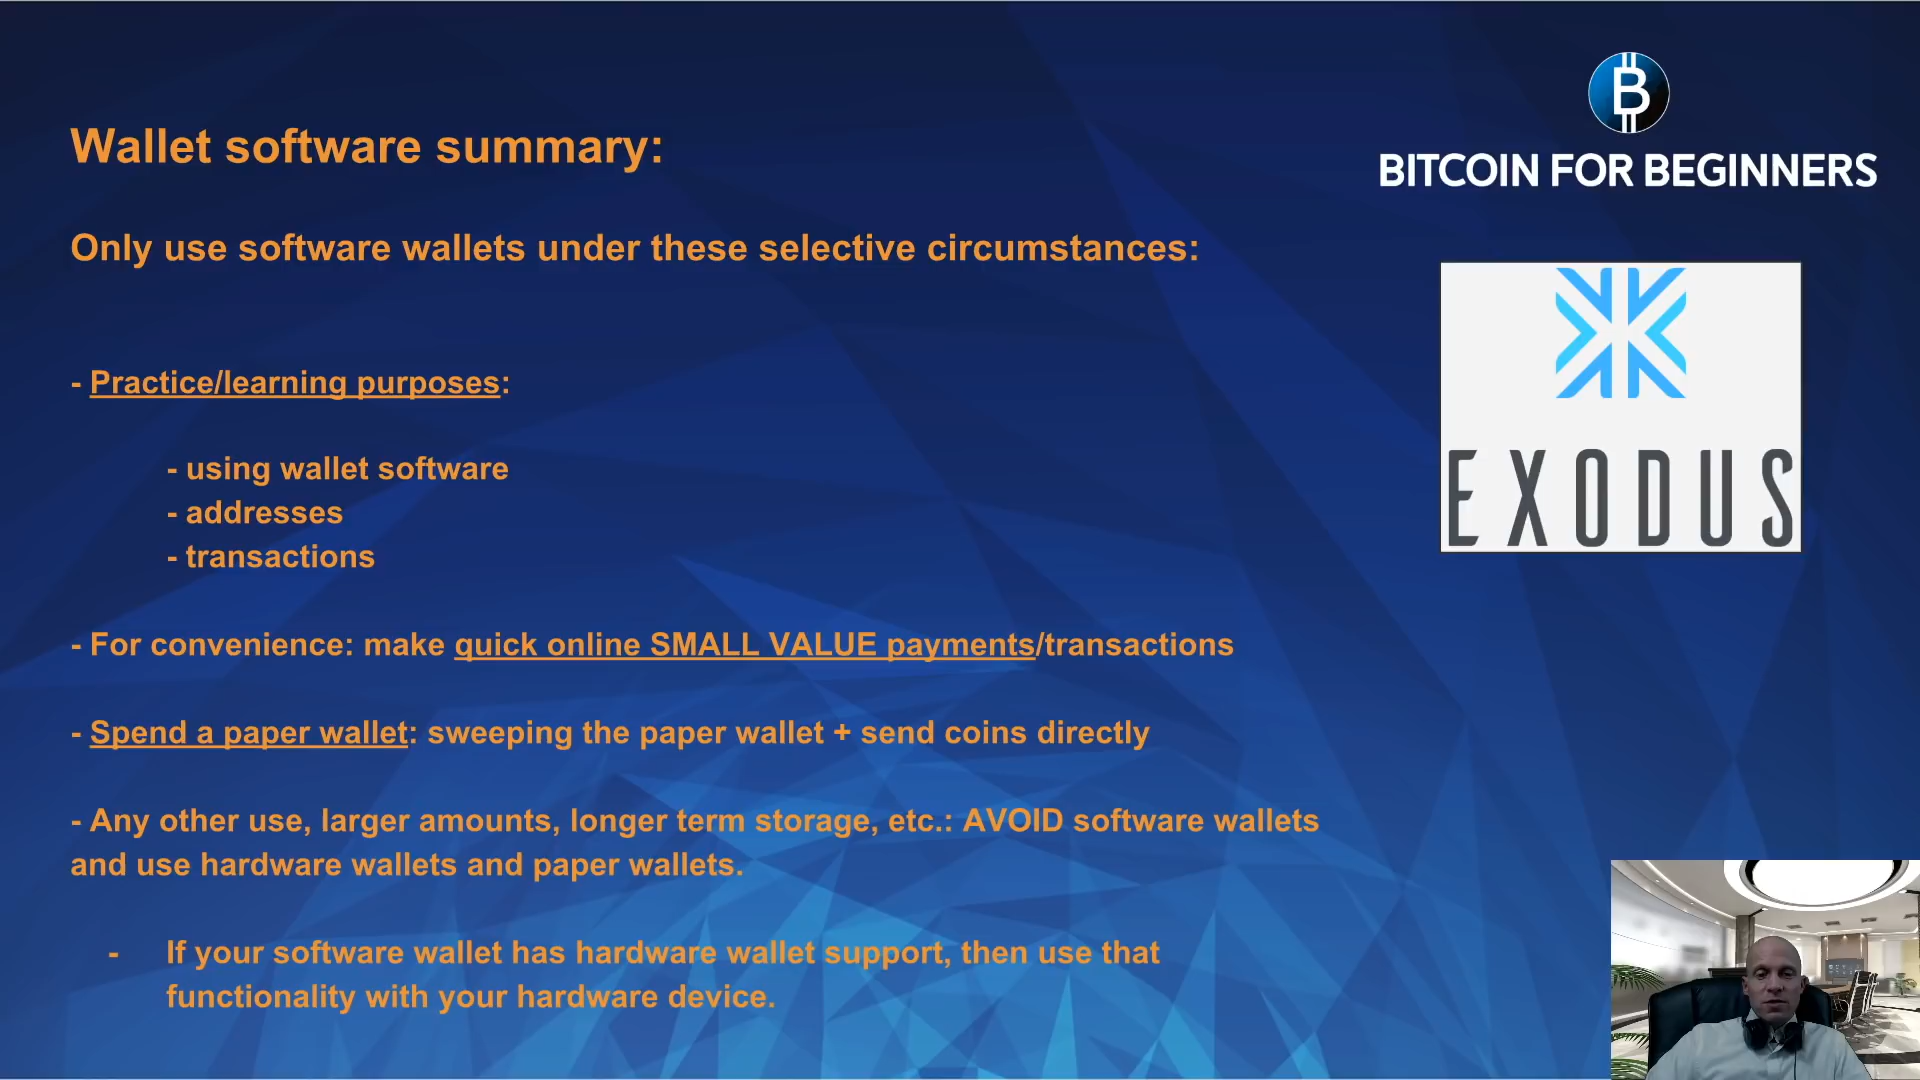 Wallet software summary:
BITCOIN FOR BEGINNERS
Only use software wallets under these selective circumstances:
EXODUS
- Practice/learning purposes:
- using wallet software
- addresses
- transactions
- For convenience: make quick online SMALL VALUE payments/transactions
- Spend a paper wallet: sweeping the paper wallet + send coins directly
- Any other use, larger amounts, longer term storage, etc.: AVOID software wallets
and use hardware wallets and paper wallets.
- If your software wallet has hardware wallet support, then use that
functionality with your hardware device.